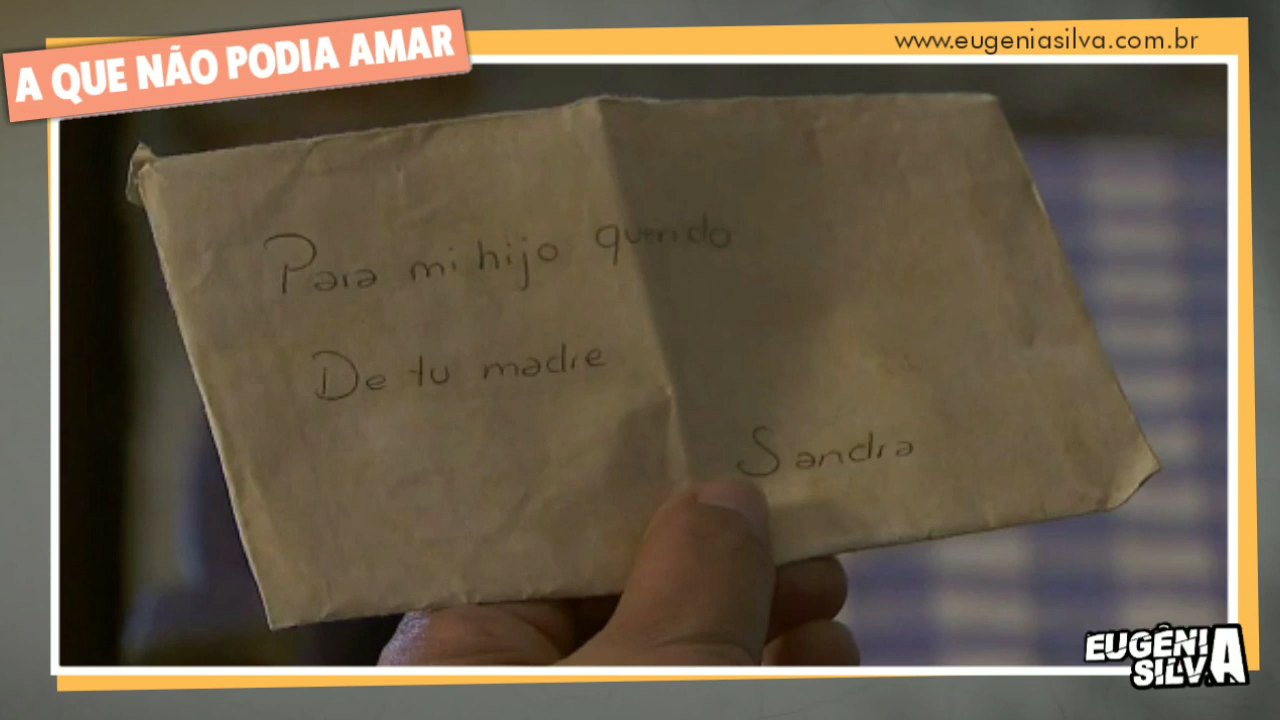 A QUE NÃO PODIA AMAR
www.eugeniasilva.com.br
Para mi hijo querido
De tu madre
Sandra
EUGÊNIA
SILVA